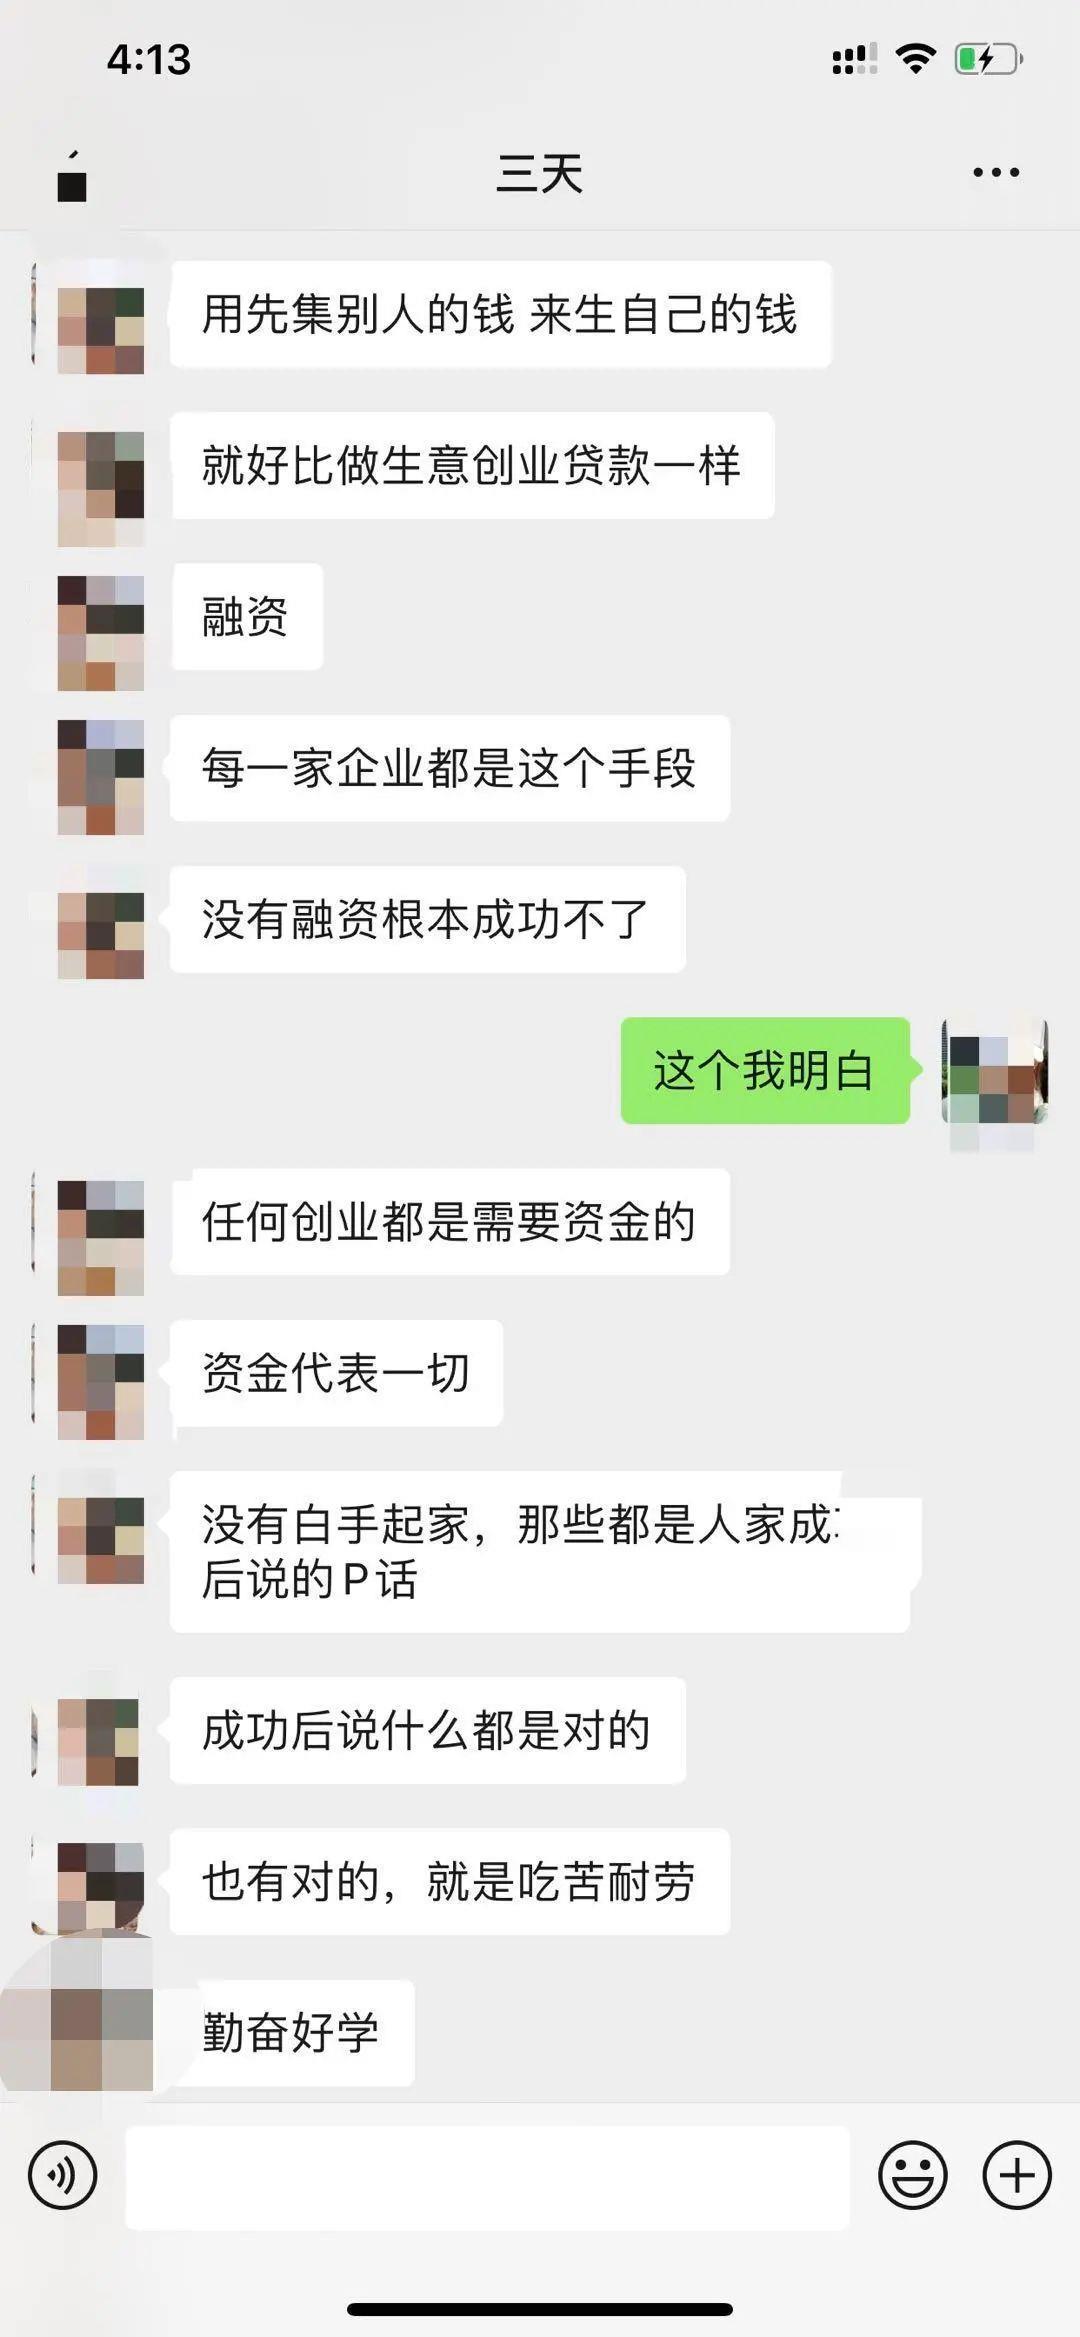 4:13
三天
用先集别人的钱 来生自己的钱
就好比做生意创业贷款一样
融资
每一家企业都是这个手段
没有融资根本成功不了
这个我明白
任何创业都是需要资金的
资金代表一切
没有白手起家，那些都是人家成
后说的P话
成功后说什么都是对的
也有对的，就是吃苦耐劳
勤奋好学